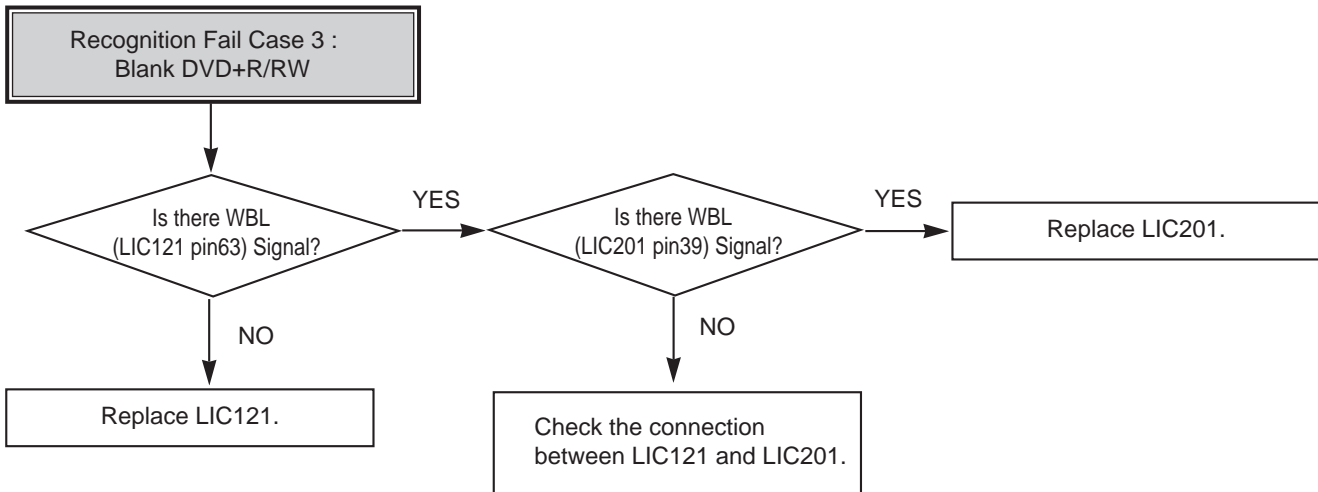 Recognition Fail Case 3 :
Blank DVD+R/RW
Is there WBL
(LIC121 pin63) Signal?
YES
Is there WBL
(LIC201 pin39) Signal?
YES
Replace LIC201.
NO
NO
Replace LIC121.
Check the connection
between LIC121 and LIC201.